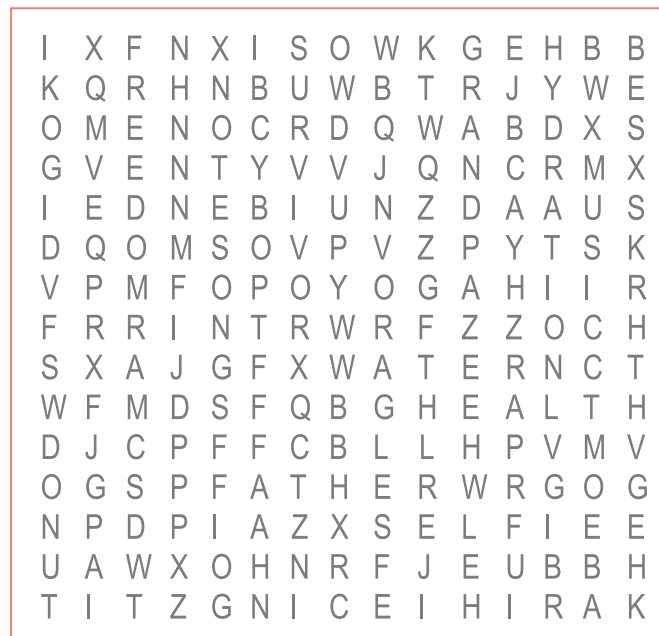 I X F N X I S O W K G E H B B
K Q R H N B U W B T R J Y W E
O M E N O C R D Q W A B D X S
G V E N T Y V V J Q N C R M X
I E D N E B I U N Z D A A U S
D Q O M S O V P V Z P Y T S K
V P M F O P O Y O G A H I I R
F R R I N T R W R F Z Z O C H
S X A J G F X W A T E R N C T
W F M D S F Q B G H E A L T H
D J C P F F C B L L H P V M V
O G S P F A T H E R W R G O G
N P D P I A Z X S E L F I E E
U A W X O H N R F J E U B B H
T I T Z G N I C E I H I R A K